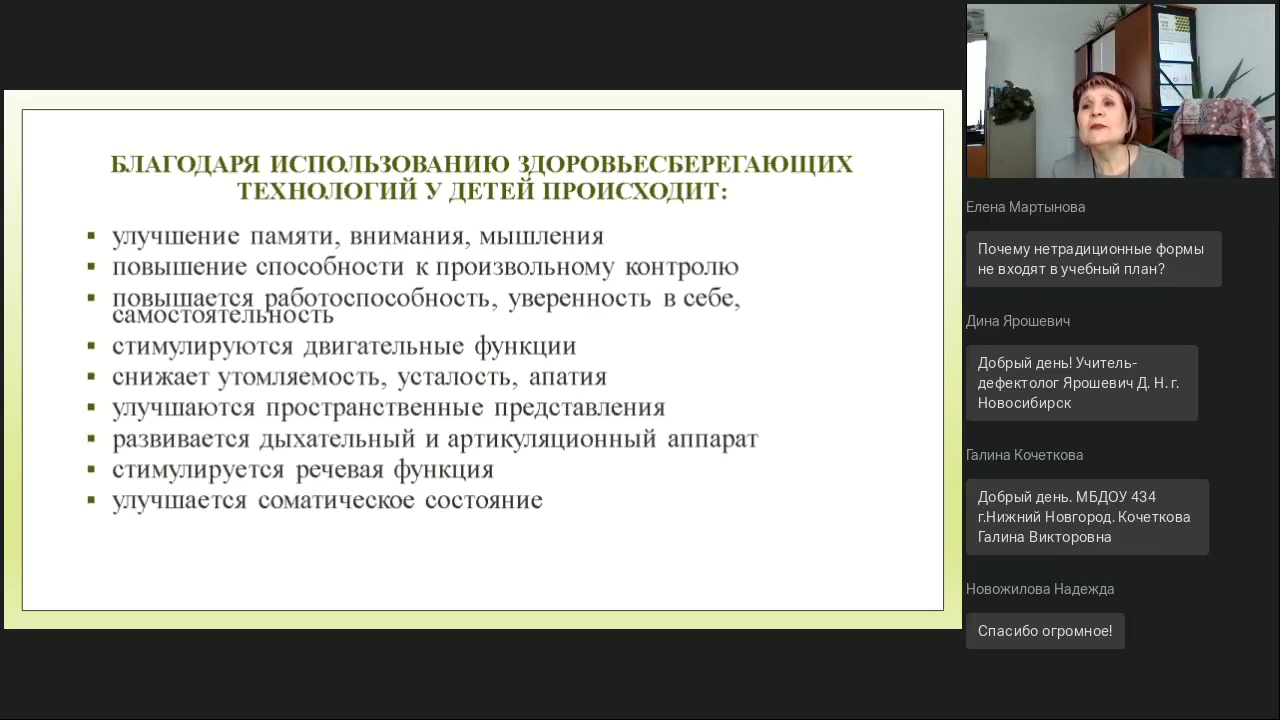 БЛАГОДАРЯ ИСПОЛЬЗОВАНИЮ ЗДОРОВЬЕСБЕРЕГАЮЩИХ
ТЕХНОЛОГИЙ У ДЕТЕЙ ПРОИСХОДИТ:
▪ улучшение памяти, внимания, мышления
▪ повышение способности к произвольному контролю
▪ повышается работоспособность, уверенность в себе,
самостоятельность
▪ стимулируются двигательные функции
▪ снижает утомляемость, усталость, апатия
▪ улучшаются пространственные представления
▪ развивается дыхательный и артикуляционный аппарат
▪ стимулируется речевая функция
▪ улучшается соматическое состояние
Елена Мартынова
Почему нетрадиционные формы
не входят в учебный план?
Дина Ярошевич
Добрый день! Учитель-
дефектолог Ярошевич Д. Н. г.
Новосибирск
Галина Кочеткова
Добрый день. МБДОУ 434
г.Нижний Новгород. Кочеткова
Галина Викторовна
Новожилова Надежда
Спасибо огромное!